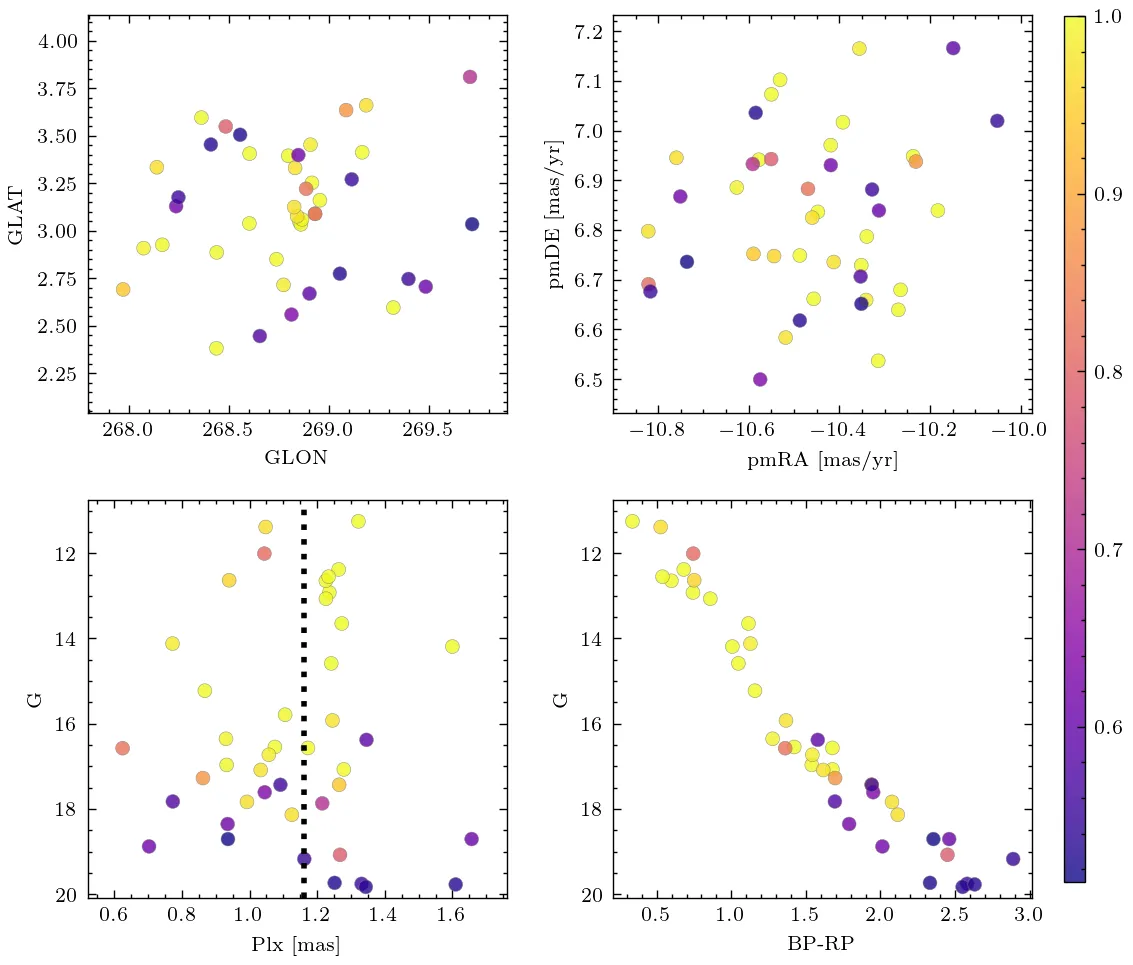 4.00
3.75
3.50
3.25
3.00
2.75
2.50
2.25
GLAT
268.0 268.5 269.0 269.5
GLON
7.2
7.1
7.0
6.9
6.8
6.7
6.6
6.5
pmDE [mas/yr]
−10.8 −10.6 −10.4 −10.2 −10.0
pmRA [mas/yr]
12
14
16
18
20
G
0.6 0.8 1.0 1.2 1.4 1.6
Plx [mas]
12
14
16
18
20
G
0.5 1.0 1.5 2.0 2.5 3.0
BP-RP
1.0
0.9
0.8
0.7
0.6